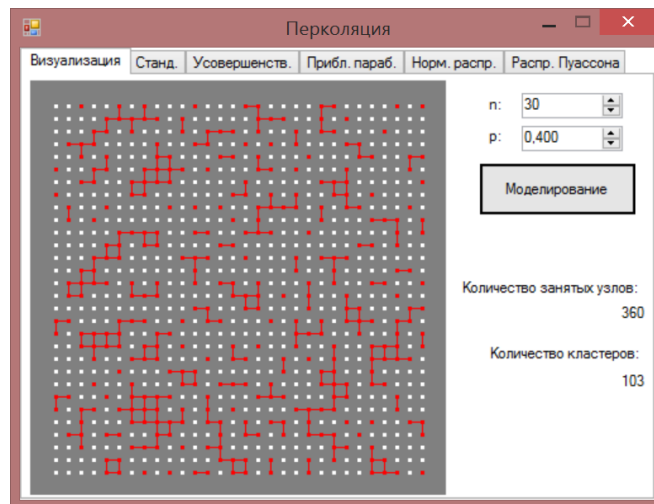 Перколяция
Визуализация Станд. Усовершенств. Прибл. параб. Норм. распр. Распр. Пуассона
n: 30
p: 0,400
Моделирование
Количество занятых узлов:
360
Количество кластеров:
103